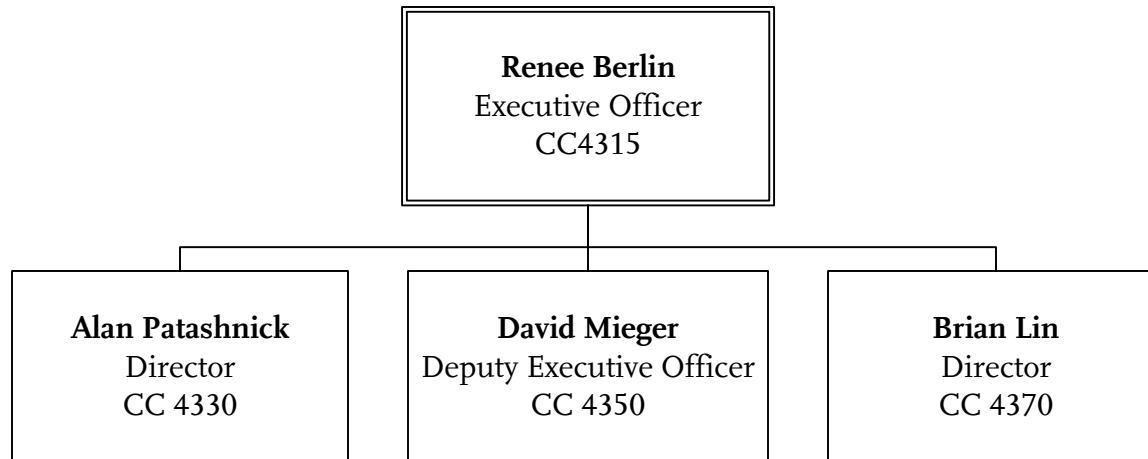 Renee Berlin
Executive Officer
CC4315
Alan Patashnick
Director
CC 4330
David Mieger
Deputy Executive Officer
CC 4350
Brian Lin
Director
CC 4370